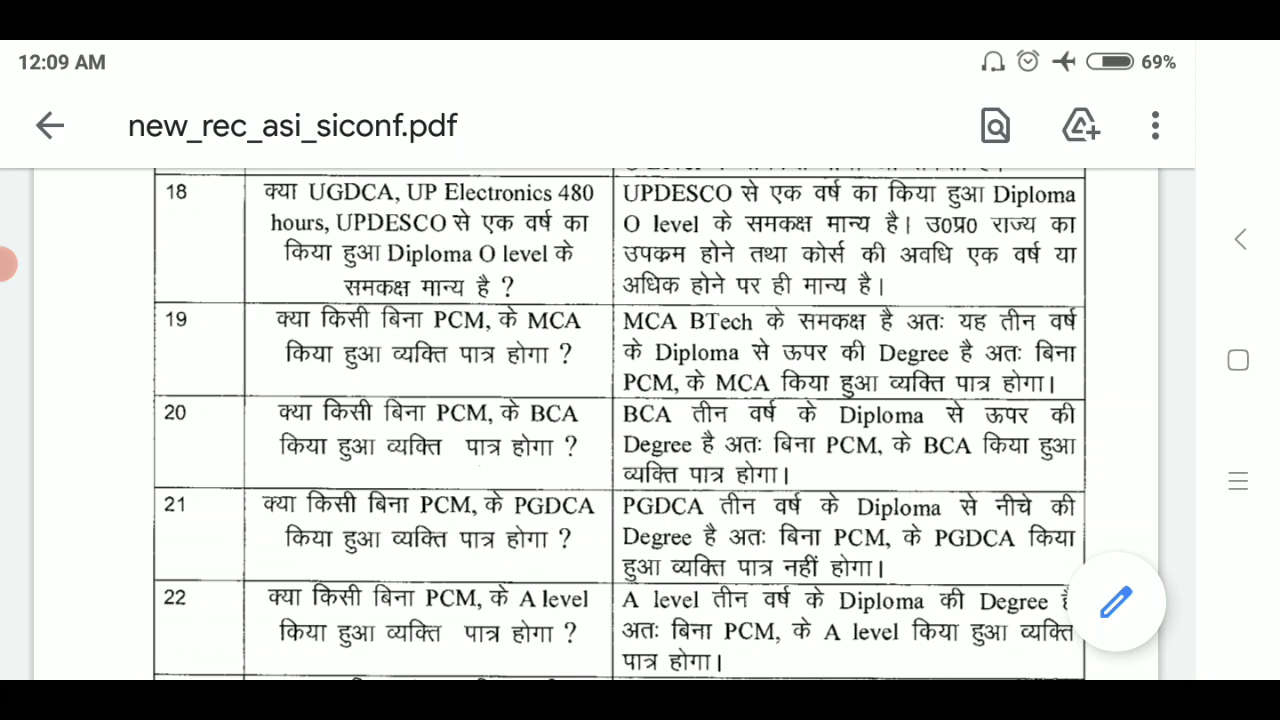 12:09 AM
69%
new_rec_asi_siconf.pdf
18
क्या UGDCA, UP Electronics 480
hours, UPDESCO से एक वर्ष का
किया हुआ Diploma O level के
समकक्ष मान्य है ?
UPDESCO से एक वर्ष का किया हुआ Diploma
O level के समकक्ष मान्य है। उ0प्र0 राज्य का
उपक्रम होने तथा कोर्स की अवधि एक वर्ष या
अधिक होने पर ही मान्य है।
19
क्या किसी बिना PCM, के MCA
किया हुआ व्यक्ति पात्र होगा ?
MCA BTech के समकक्ष है अतः यह तीन वर्ष
के Diploma से ऊपर की Degree है अतः बिना
PCM, के MCA किया हुआ व्यक्ति पात्र होगा।
20
क्या किसी बिना PCM, के BCA
किया हुआ व्यक्ति पात्र होगा ?
BCA तीन वर्ष के Diploma से ऊपर की
Degree है अतः बिना PCM, के BCA किया हुआ
व्यक्ति पात्र होगा।
21
क्या किसी बिना PCM, के PGDCA
किया हुआ व्यक्ति पात्र होगा ?
PGDCA तीन वर्ष के Diploma से नीचे की
Degree है अतः बिना PCM, के PGDCA किया
हुआ व्यक्ति पात्र नहीं होगा।
22
क्या किसी बिना PCM, के A level
किया हुआ व्यक्ति पात्र होगा ?
A level तीन वर्ष के Diploma की Degree है
अतः बिना PCM, के A level किया हुआ व्यक्ति
पात्र होगा।